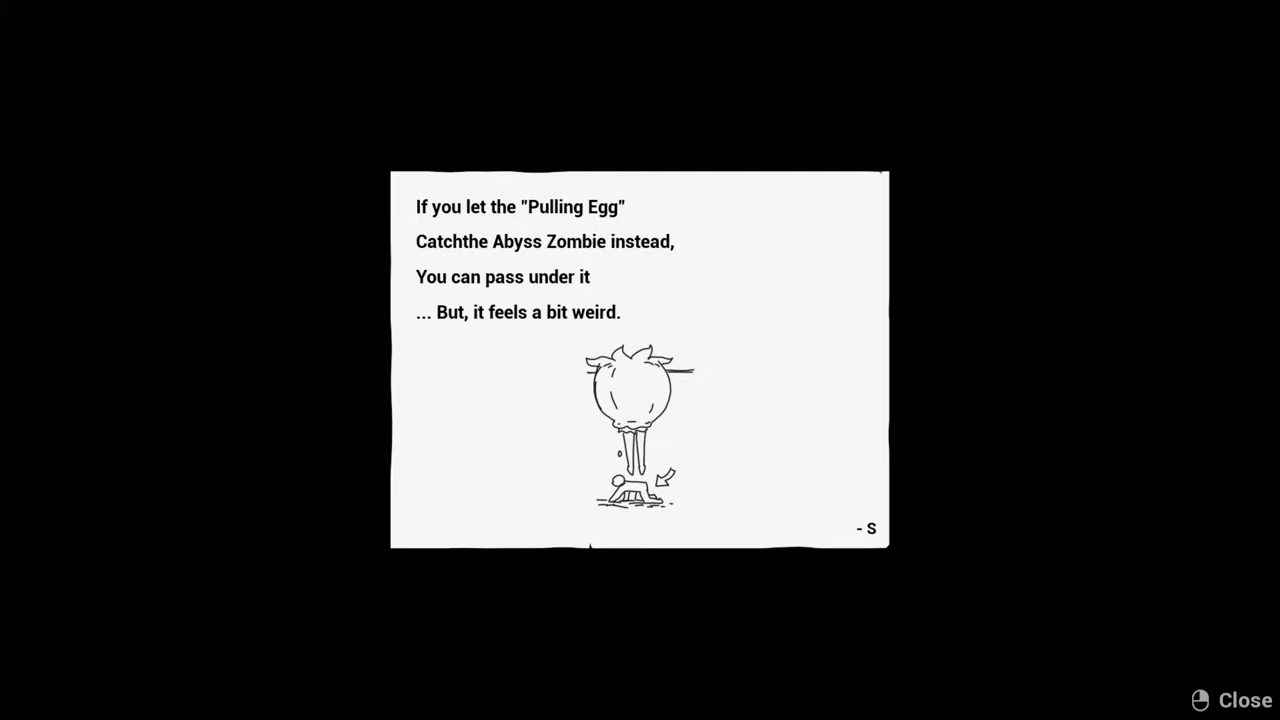 If you let the "Pulling Egg"
Catchthe Abyss Zombie instead,
You can pass under it
... But, it feels a bit weird.
- S
Close